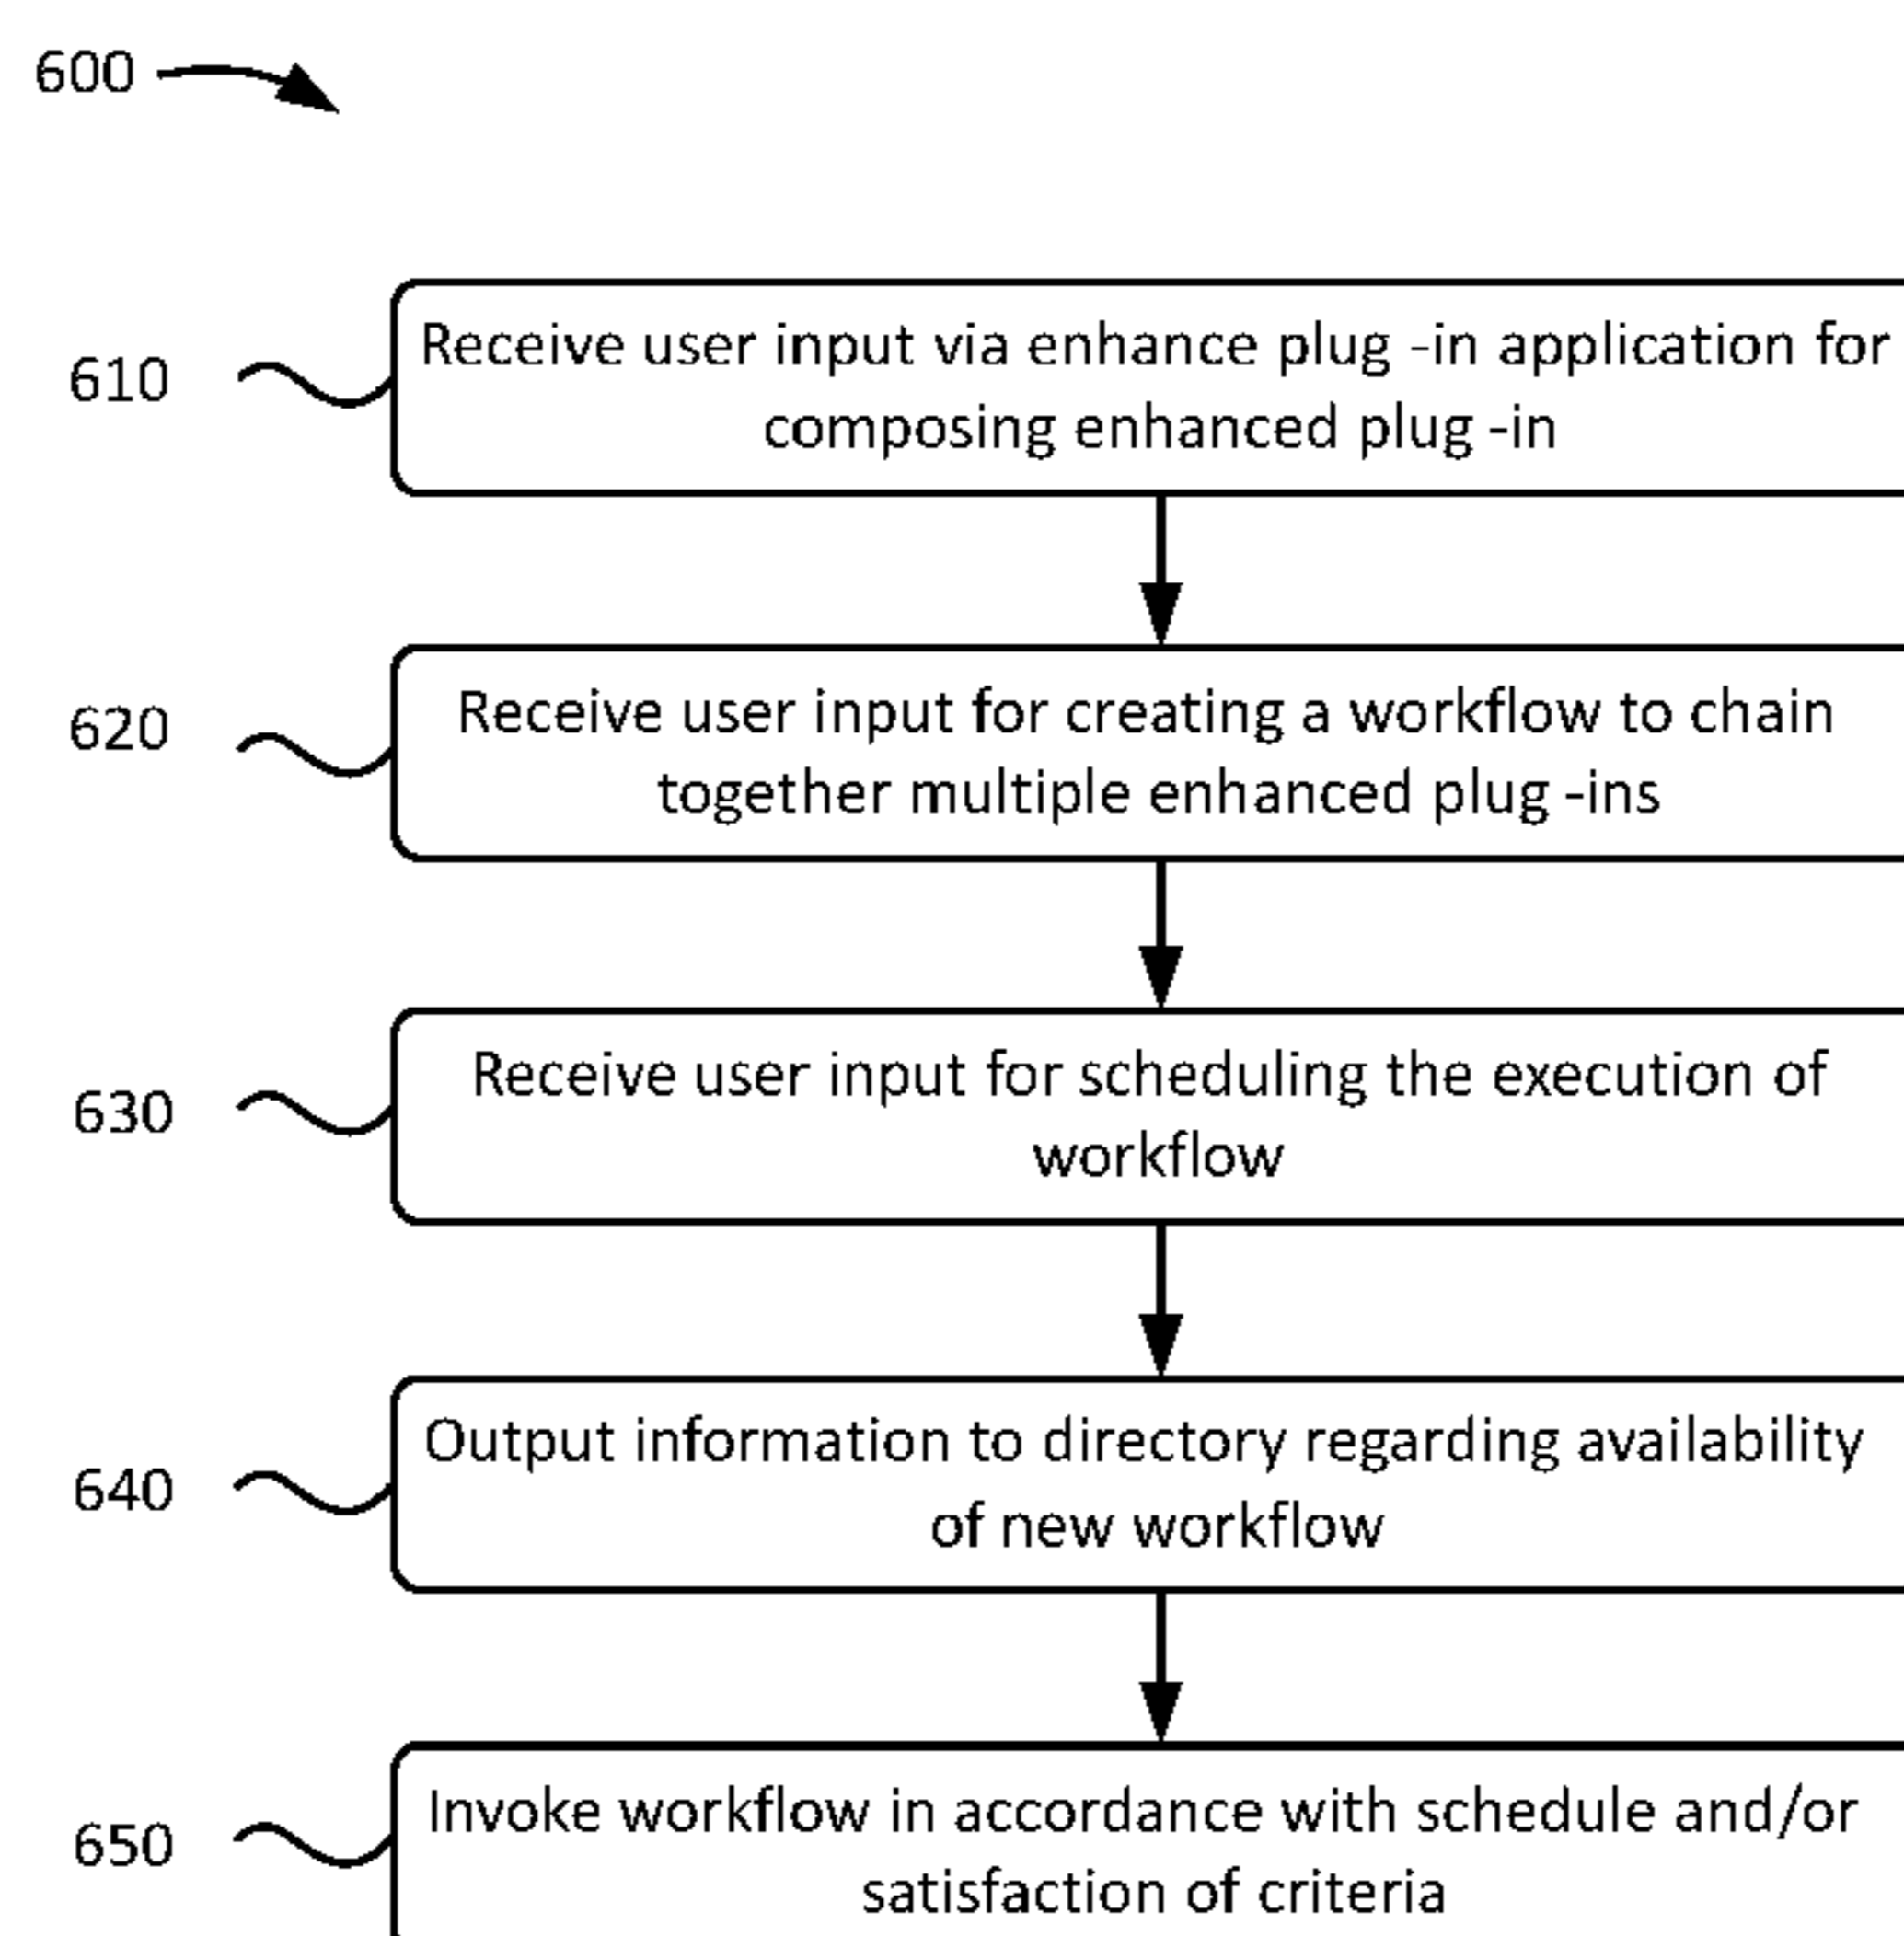 600
610
Receive user input via enhance plug -in application for
composing enhanced plug -in
620
Receive user input for creating a workflow to chain
together multiple enhanced plug -ins
630
Receive user input for scheduling the execution of
workflow
640
Output information to directory regarding availability
of new workflow
650
Invoke workflow in accordance with schedule and/or
satisfaction of criteria